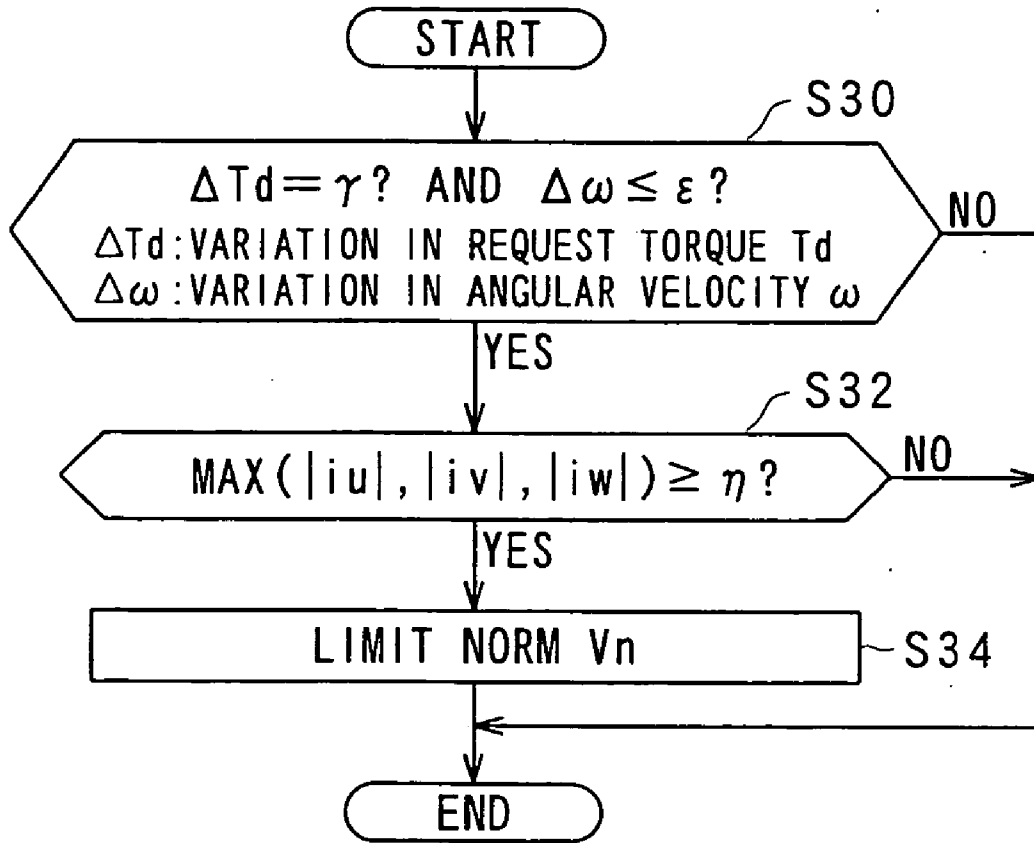 START
S30
ΔTd=γ? AND Δω≤ε?
NO
ΔTd:VARIATION IN REQUEST TORQUE Td
Δω:VARIATION IN ANGULAR VELOCITY ω
YES
S32
MAX(|iu|,|iv|,|iw|)≥η?
NO
YES
LIMIT NORM Vn
S34
END